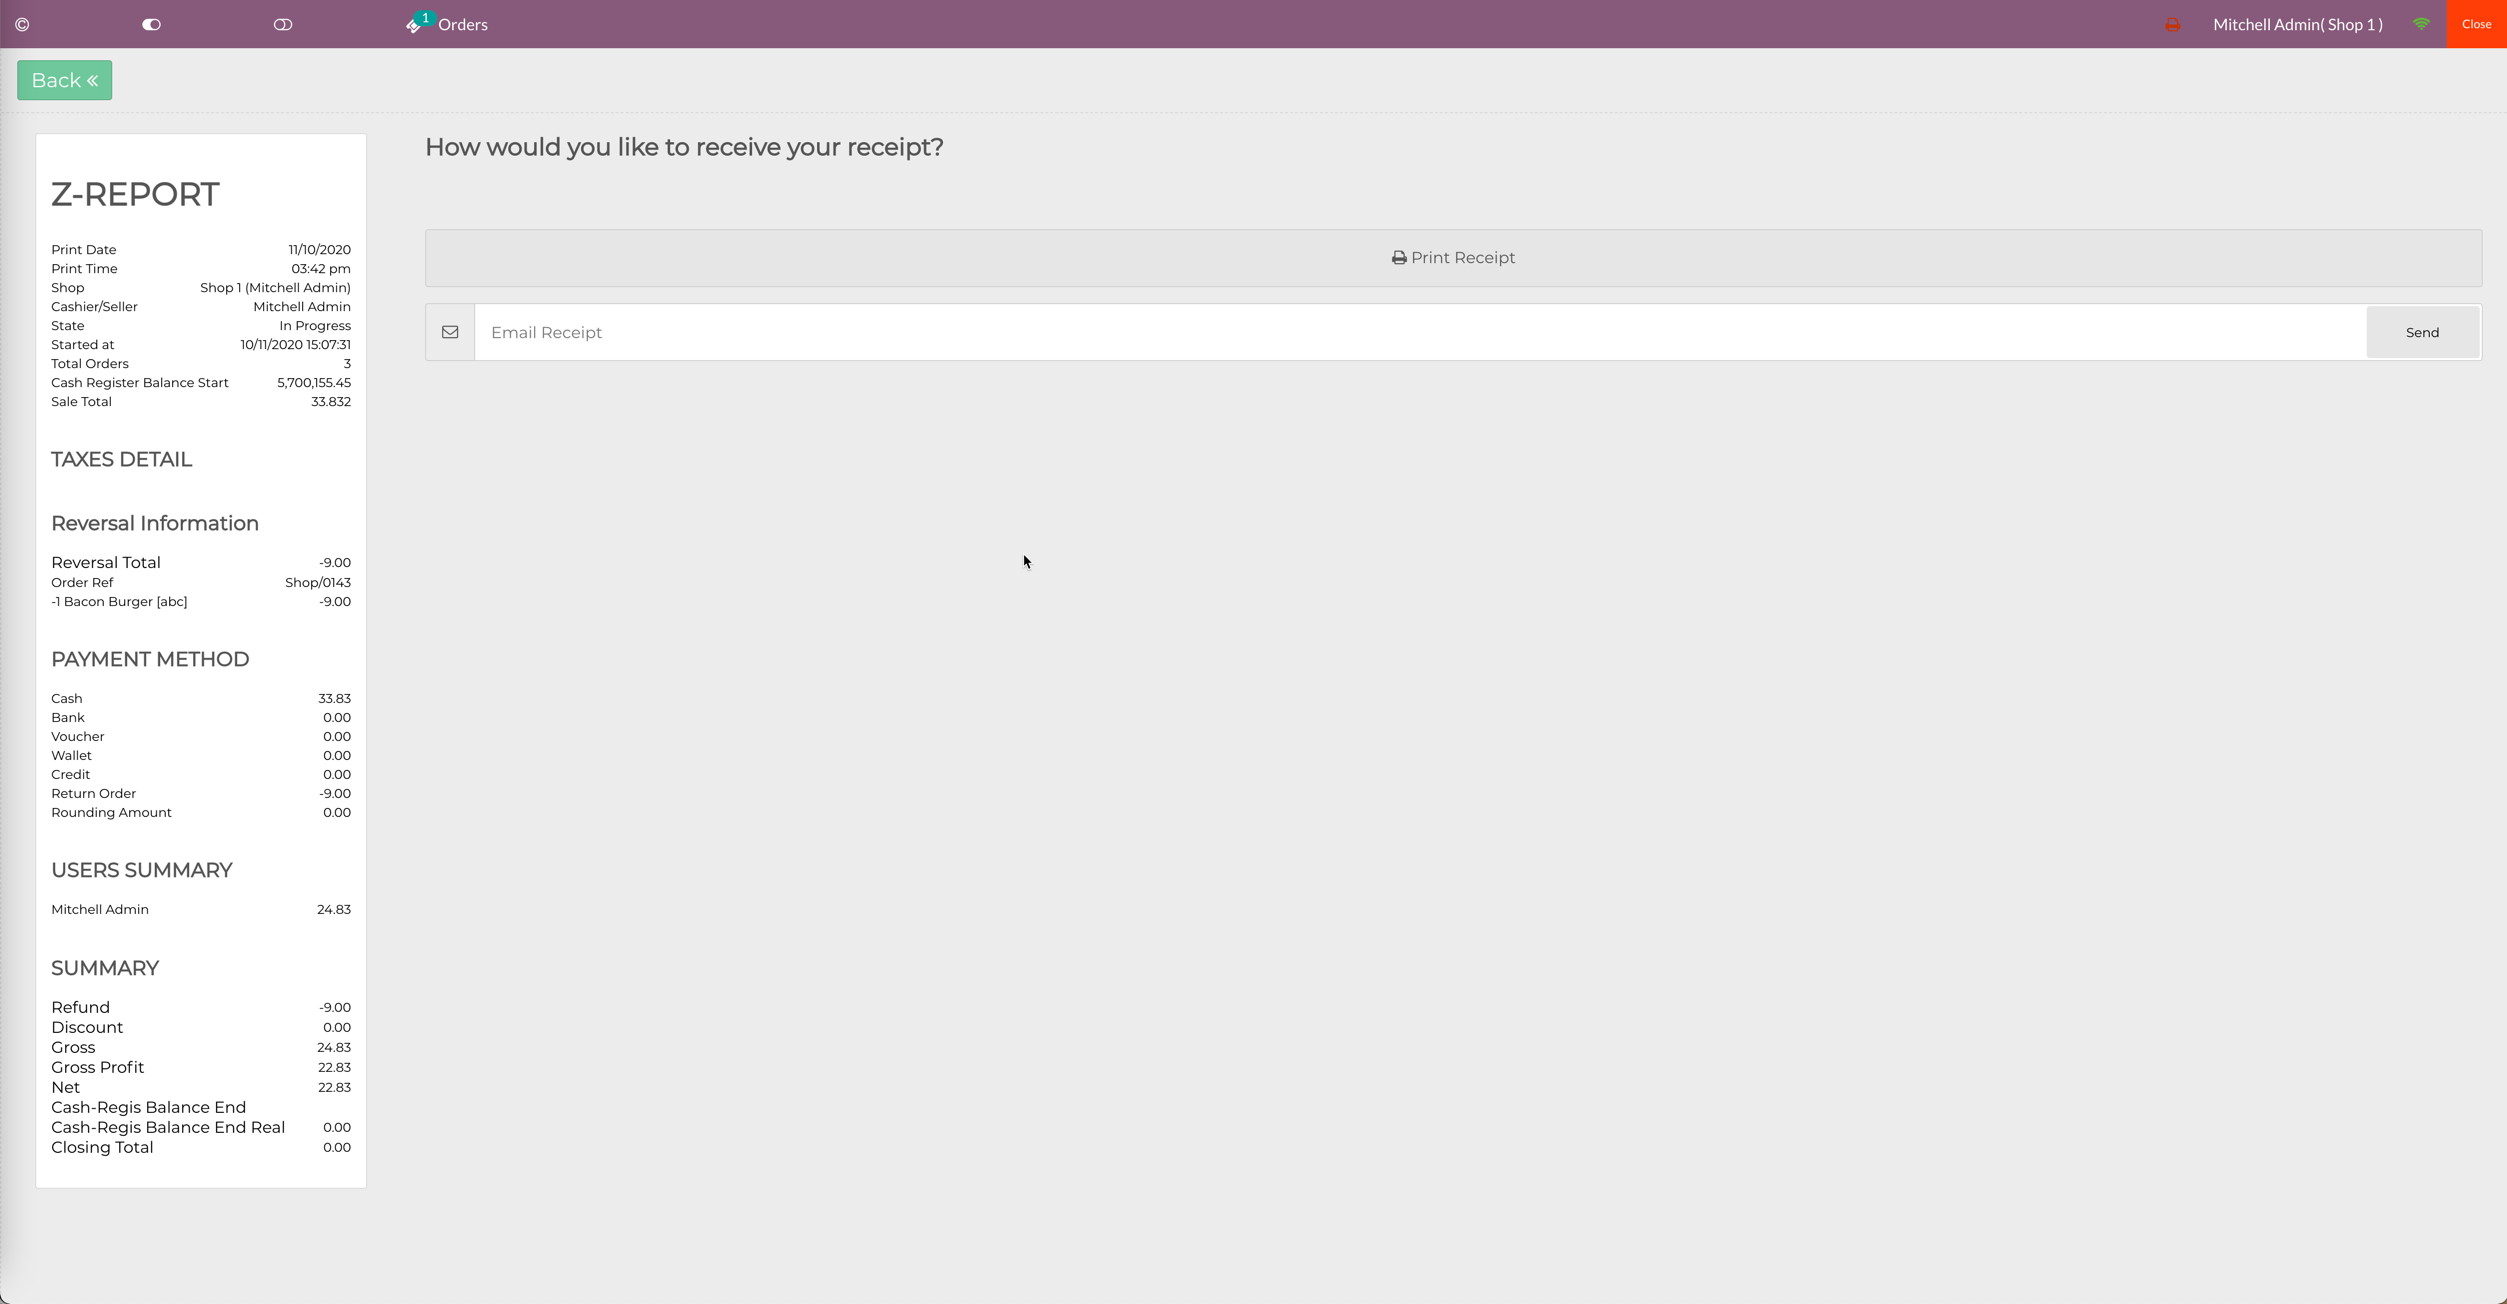 © 1 Orders Mitchell Admin( Shop 1 ) Close
Back «
How would you like to receive your receipt?
Print Receipt
Email Receipt Send
Z-REPORT
Print Date 11/10/2020
Print Time 03:42 pm
Shop Shop 1 (Mitchell Admin)
Cashier/Seller Mitchell Admin
State In Progress
Started at 10/11/2020 15:07:31
Total Orders 3
Cash Register Balance Start 5,700,155.45
Sale Total 33.832
TAXES DETAIL
Reversal Information
Reversal Total -9.00
Order Ref Shop/0143
-1 Bacon Burger [abc] -9.00
PAYMENT METHOD
Cash 33.83
Bank 0.00
Voucher 0.00
Wallet 0.00
Credit 0.00
Return Order -9.00
Rounding Amount 0.00
USERS SUMMARY
Mitchell Admin 24.83
SUMMARY
Refund -9.00
Discount 0.00
Gross 24.83
Gross Profit 22.83
Net 22.83
Cash-Regis Balance End
Cash-Regis Balance End Real 0.00
Closing Total 0.00